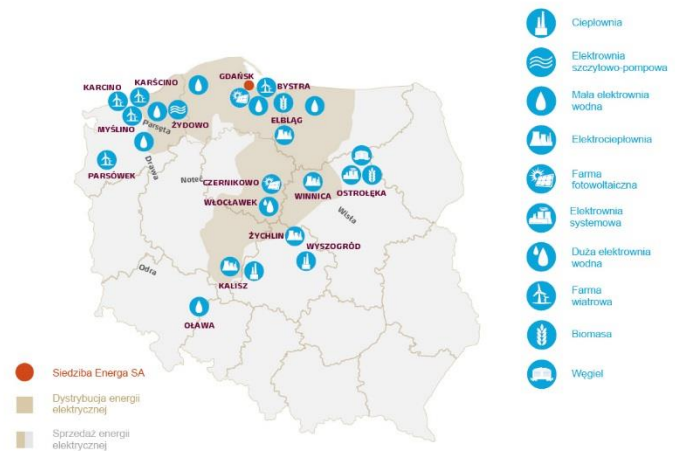 GDAŃSK
BYSTRA
KARŚCINO
KARCINO
ELBLĄG
ŻYDOWO
MYŚLINO
Parsęta
PARSÓWEK
Drawa
Noteć
CZERNIKOWO
WŁOCŁAWEK
WINNICA
OSTROŁĘKA
Wisła
ŻYCHLIN
WYSZOGRÓD
Odra
KALISZ
OŁAWA
Siedziba Energa SA
Dystrybucja energii
elektrycznej
Sprzedaż energii
elektrycznej
Ciepłownia
Elektrownia
szczytowo-pompowa
Mała elektrownia
wodna
Elektrociepłownia
Farma
fotowoltaiczna
Elektrownia
systemowa
Duża elektrownia
wodna
Farma
wiatrowa
Biomasa
Węgiel